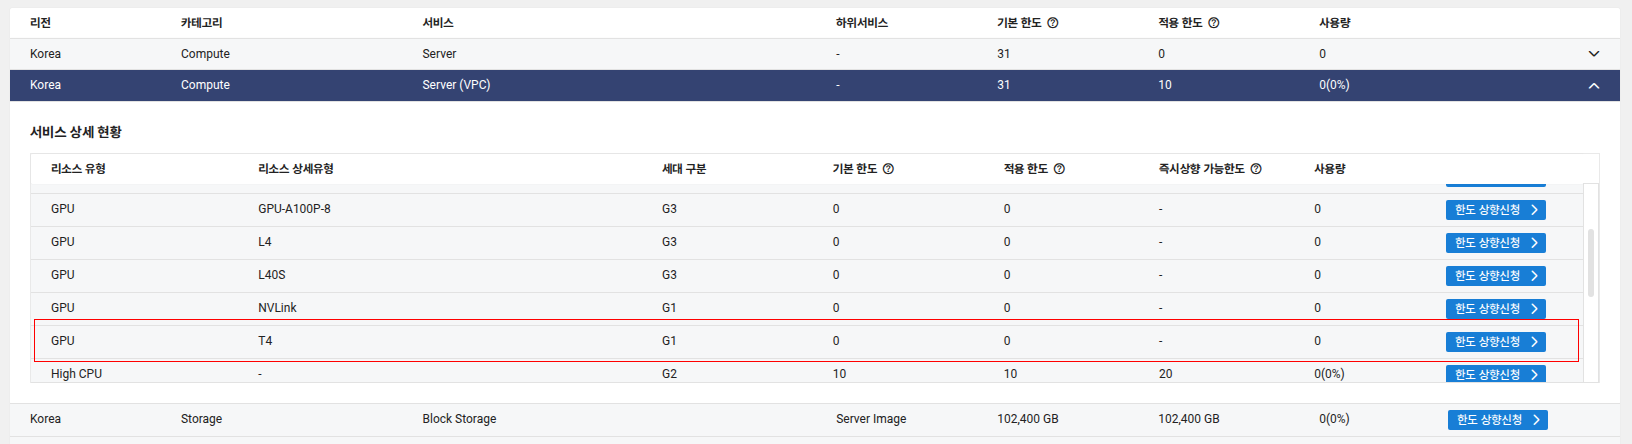 리전 카테고리 서비스 하위서비스 기본 한도 적용 한도 사용량
Korea Compute Server - 31 0 0
Korea Compute Server (VPC) - 31 10 0(0%)
서비스 상세 현황
리소스 유형 리소스 상세유형 세대 구분 기본 한도 적용 한도 즉시상향 가능한도 사용량
GPU GPU-A100P-8 G3 0 0 - 0 한도 상향신청
GPU L4 G3 0 0 - 0 한도 상향신청
GPU L40S G3 0 0 - 0 한도 상향신청
GPU NVLink G1 0 0 - 0 한도 상향신청
GPU T4 G1 0 0 - 0 한도 상향신청
High CPU - G2 10 10 20 0(0%) 한도 상향신청
Korea Storage Block Storage Server Image 102,400 GB 102,400 GB 0(0%) 한도 상향신청